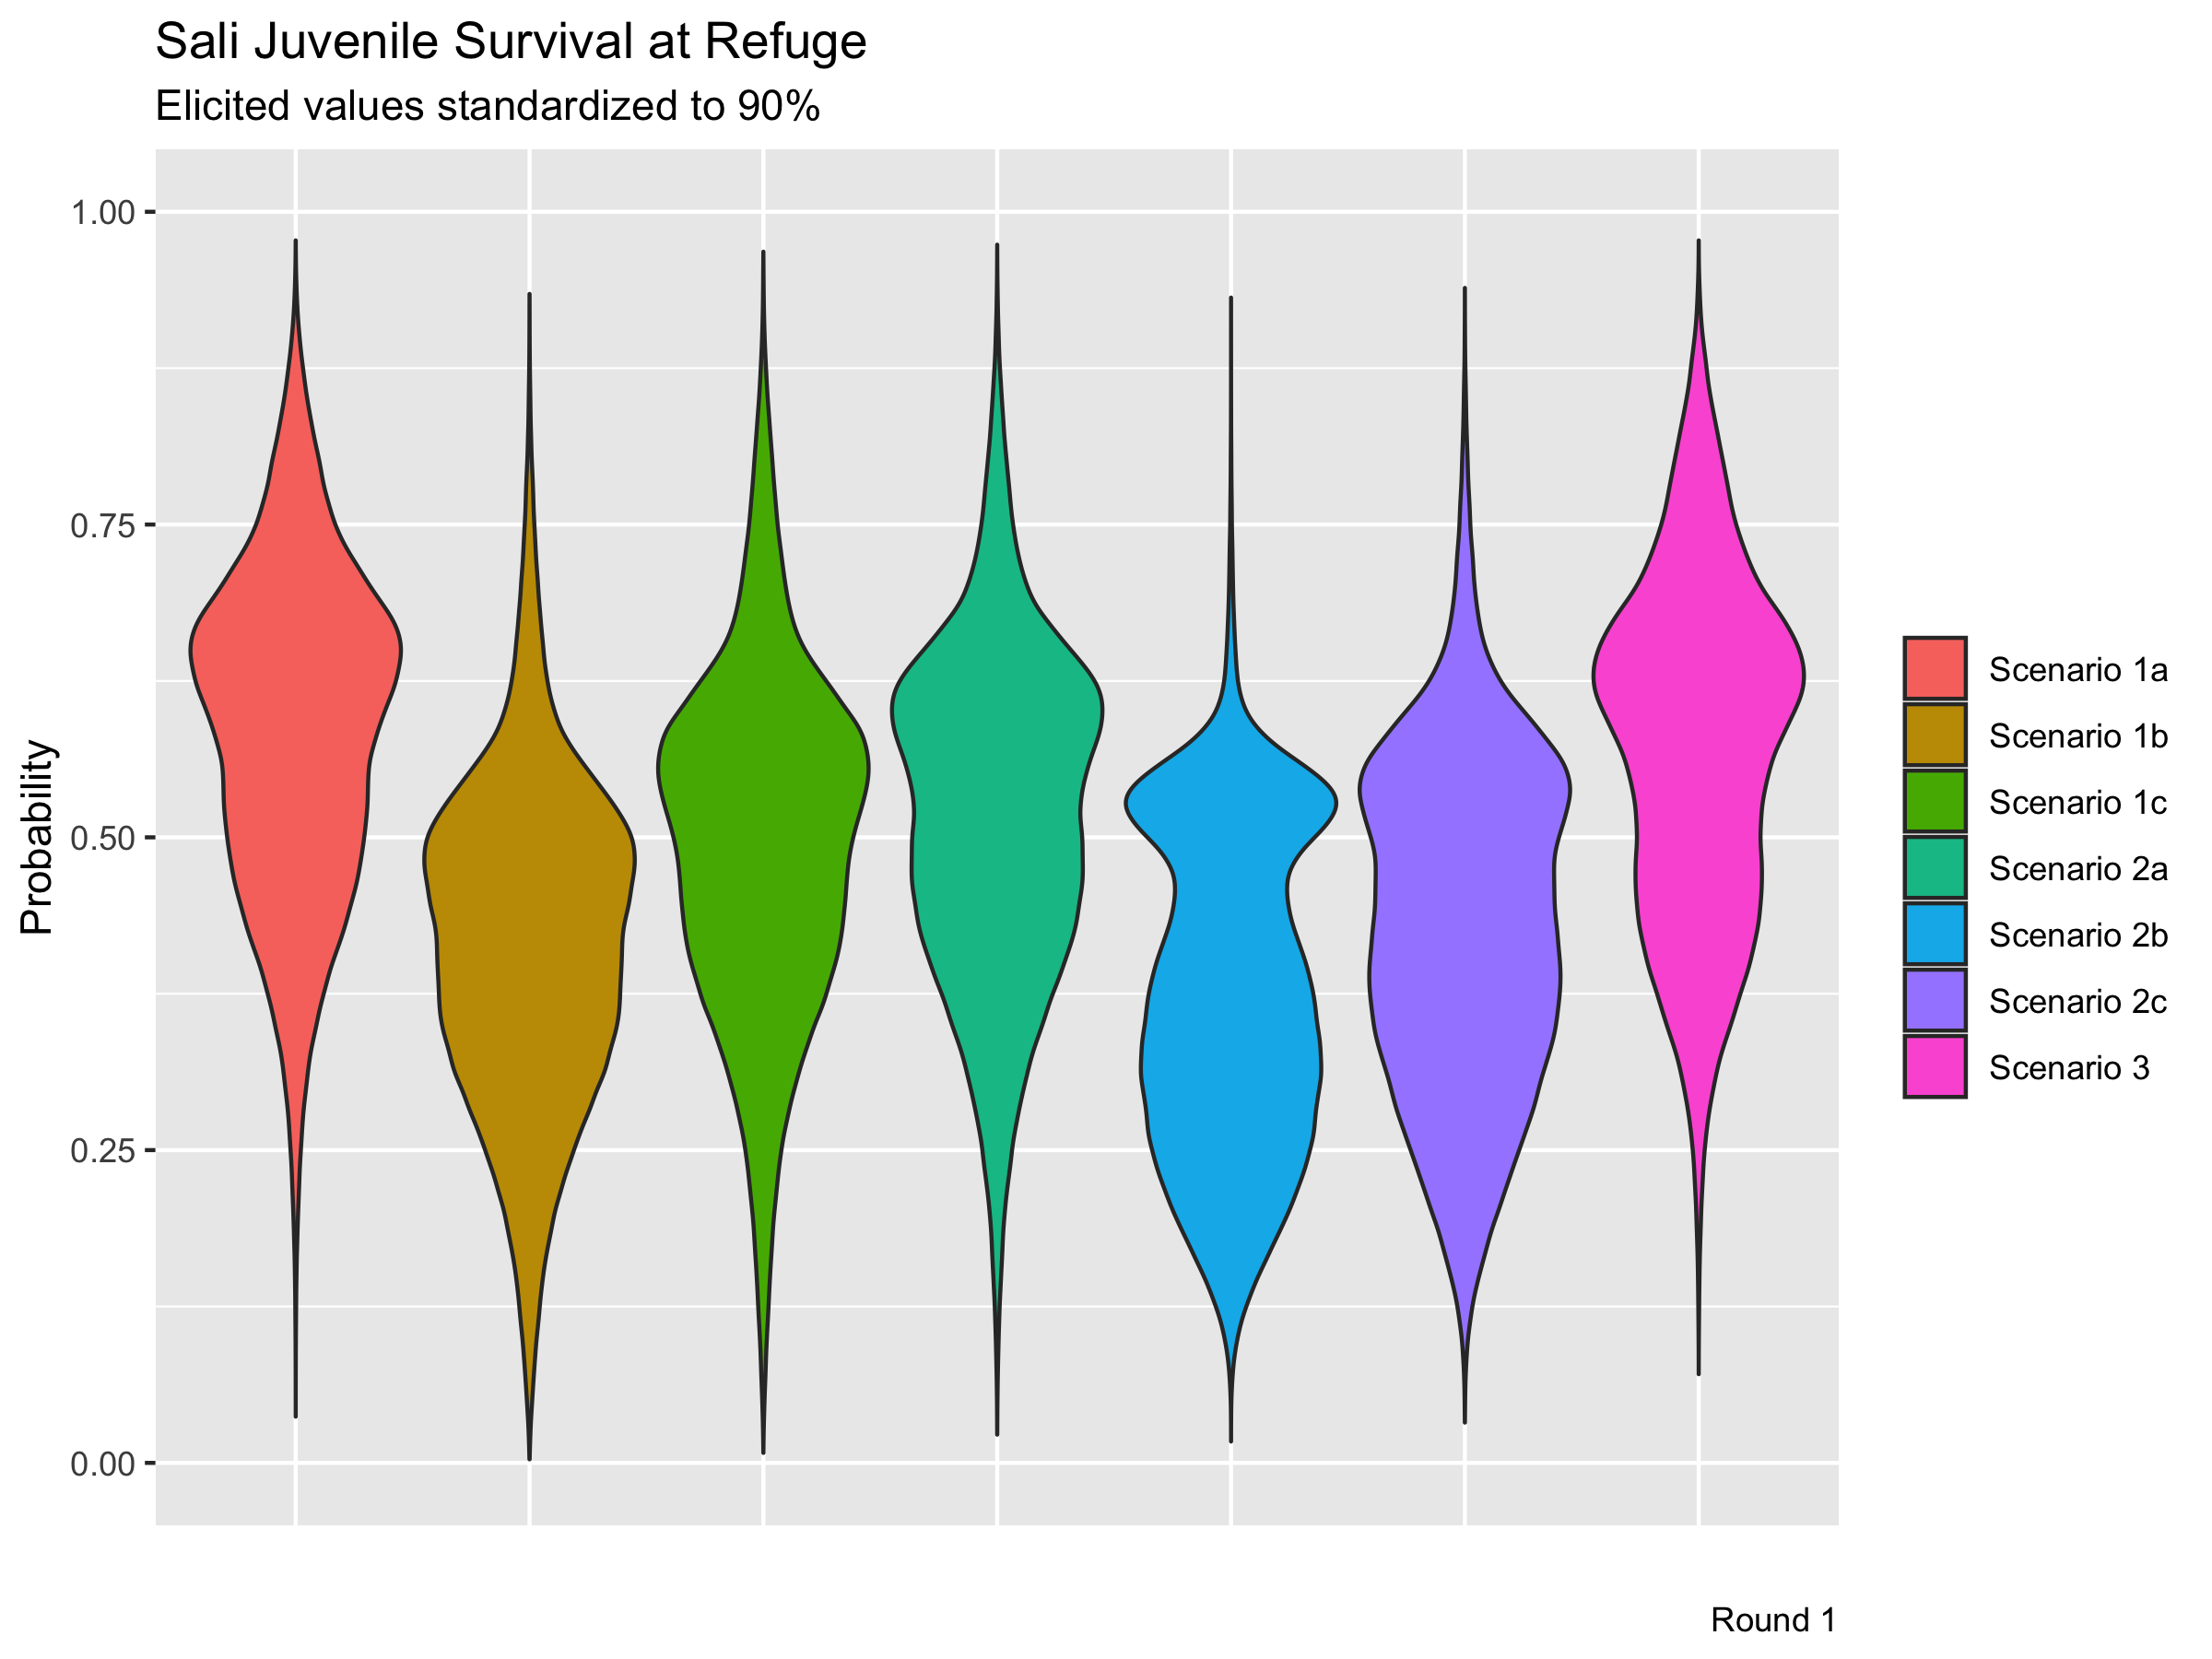 Sali Juvenile Survival at Refuge
Elicited values standardized to 90%
1.00
0.75
0.50
0.25
0.00
Probability
Scenario 1a
Scenario 1b
Scenario 1c
Scenario 2a
Scenario 2b
Scenario 2c
Scenario 3
Round 1